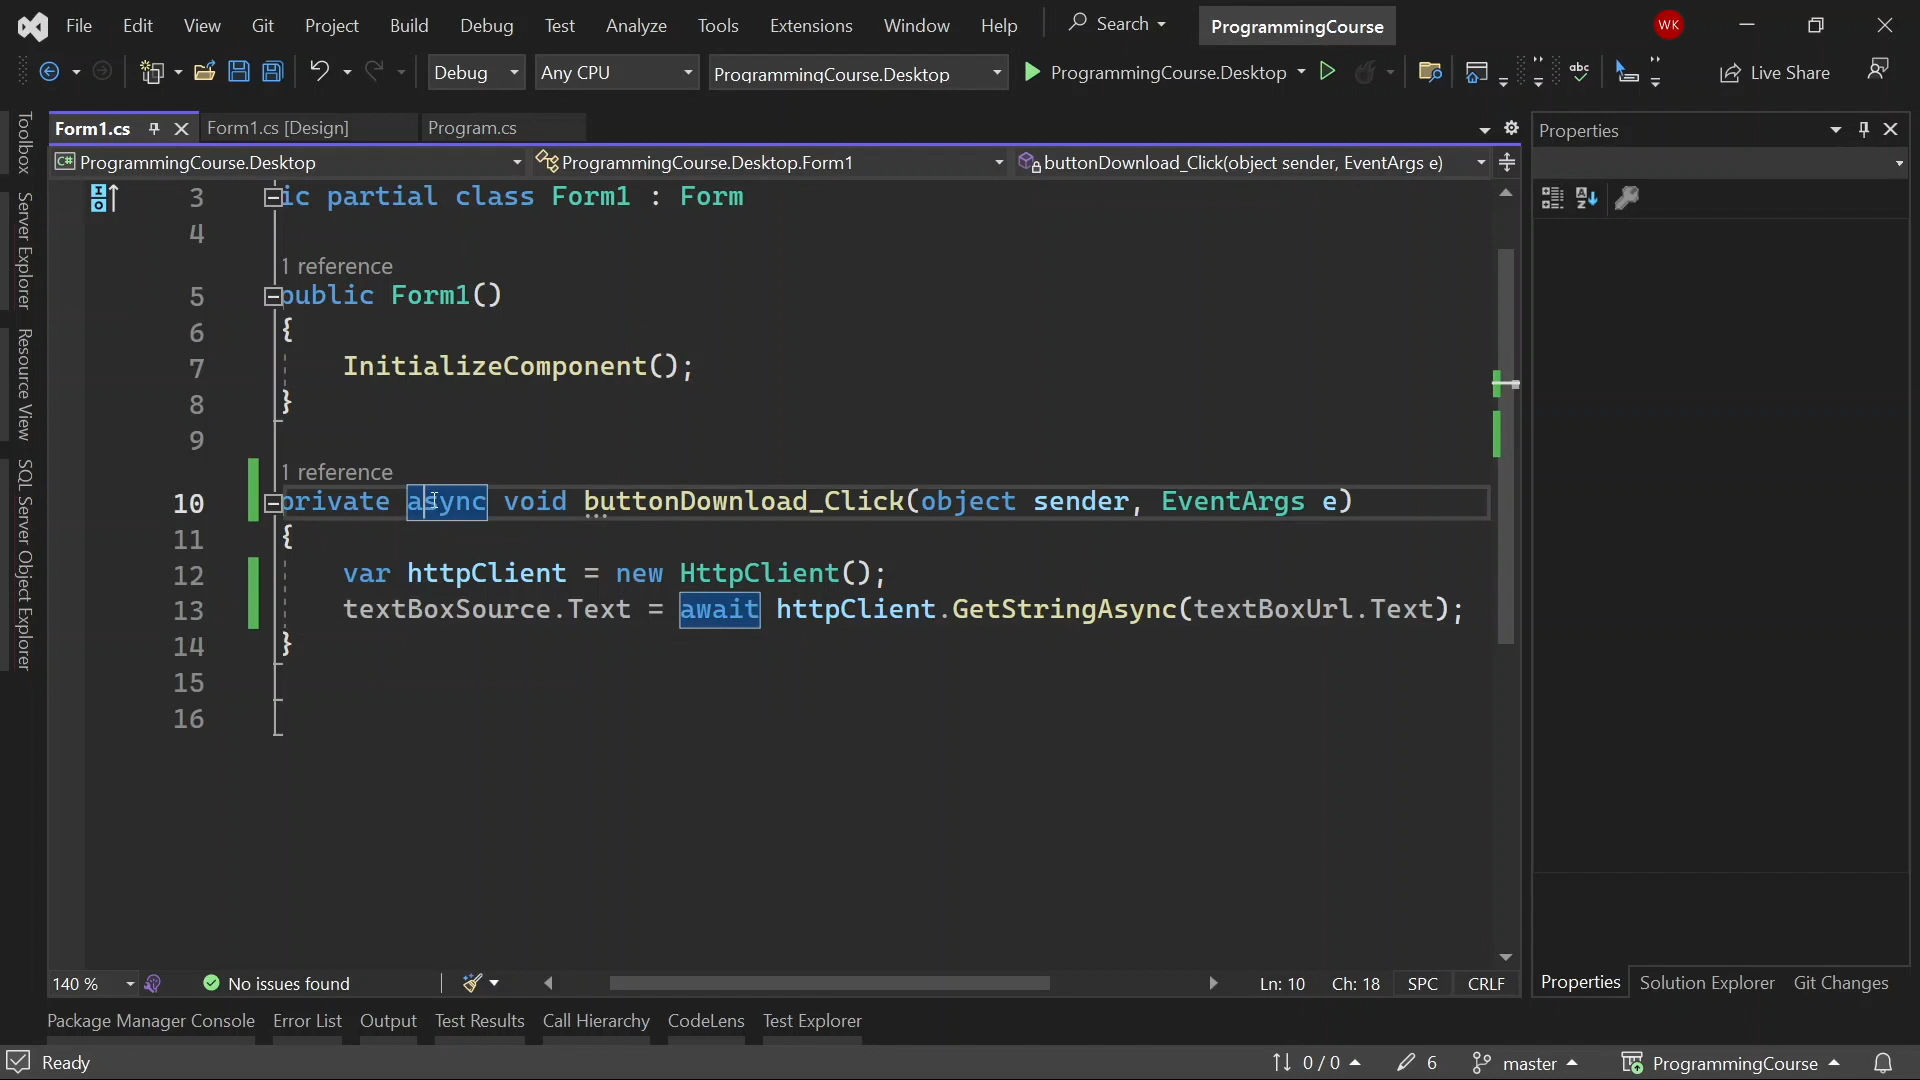 File Edit View Git Project Build Debug Test Analyze Tools Extensions Window Help Search ProgrammingCourse WK
Debug Any CPU ProgrammingCourse.Desktop ProgrammingCourse.Desktop abc Live Share
Toolbox
Server Explorer
Resource View
SQL Server Object Explorer
Form1.cs Form1.cs [Design] Program.cs
C# ProgrammingCourse.Desktop ProgrammingCourse.Desktop.Form1 buttonDownload_Click(object sender, EventArgs e)
3 ic partial class Form1 : Form
4
1 reference
5 public Form1()
6 {
7 InitializeComponent();
8 }
9
1 reference
10 private async void buttonDownload_Click(object sender, EventArgs e)
11 {
12 var httpClient = new HttpClient();
13 textBoxSource.Text = await httpClient.GetStringAsync(textBoxUrl.Text);
14 }
15
16
140 % No issues found Ln: 10 Ch: 18 SPC CRLF
Properties
Properties Solution Explorer Git Changes
Package Manager Console Error List Output Test Results Call Hierarchy CodeLens Test Explorer
Ready 0 / 0 6 master ProgrammingCourse